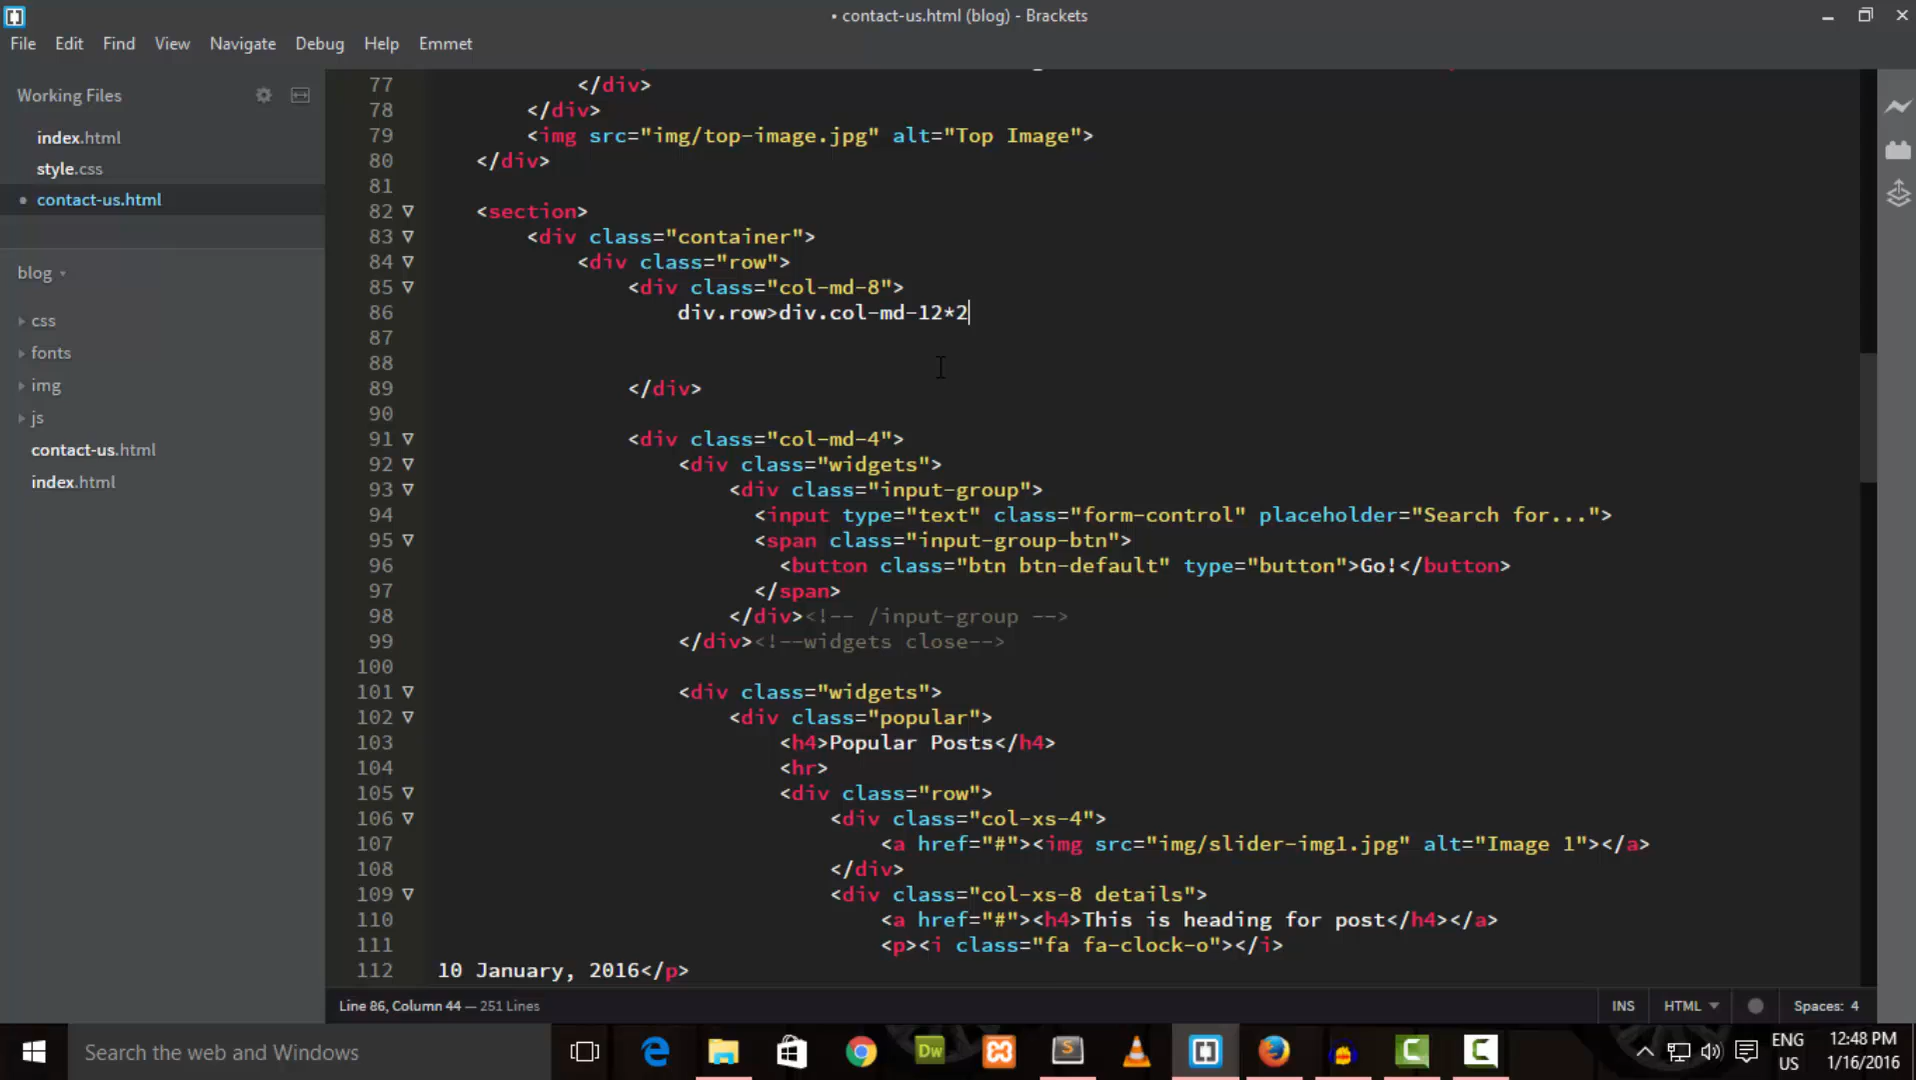 • contact-us.html (blog) - Brackets
File Edit Find View Navigate Debug Help Emmet
Working Files
index.html
style.css
• contact-us.html
blog
css
fonts
img
js
contact-us.html
index.html
77 </div>
78 </div>
79 <img src="img/top-image.jpg" alt="Top Image">
80 </div>
81
82 <section>
83 <div class="container">
84 <div class="row">
85 <div class="col-md-8">
86 div.row>div.col-md-12*2
87
88
89 </div>
90
91 <div class="col-md-4">
92 <div class="widgets">
93 <div class="input-group">
94 <input type="text" class="form-control" placeholder="Search for...">
95 <span class="input-group-btn">
96 <button class="btn btn-default" type="button">Go!</button>
97 </span>
98 </div><!-- /input-group -->
99 </div><!--widgets close-->
100
101 <div class="widgets">
102 <div class="popular">
103 <h4>Popular Posts</h4>
104 <hr>
105 <div class="row">
106 <div class="col-xs-4">
107 <a href="#"><img src="img/slider-img1.jpg" alt="Image 1"></a>
108 </div>
109 <div class="col-xs-8 details">
110 <a href="#"><h4>This is heading for post</h4></a>
111 <p><i class="fa fa-clock-o"></i>
112 10 January, 2016</p>
Line 86, Column 44 — 251 Lines
INS HTML Spaces: 4
Search the web and Windows
Dw
S
ENG
US
12:48 PM
1/16/2016